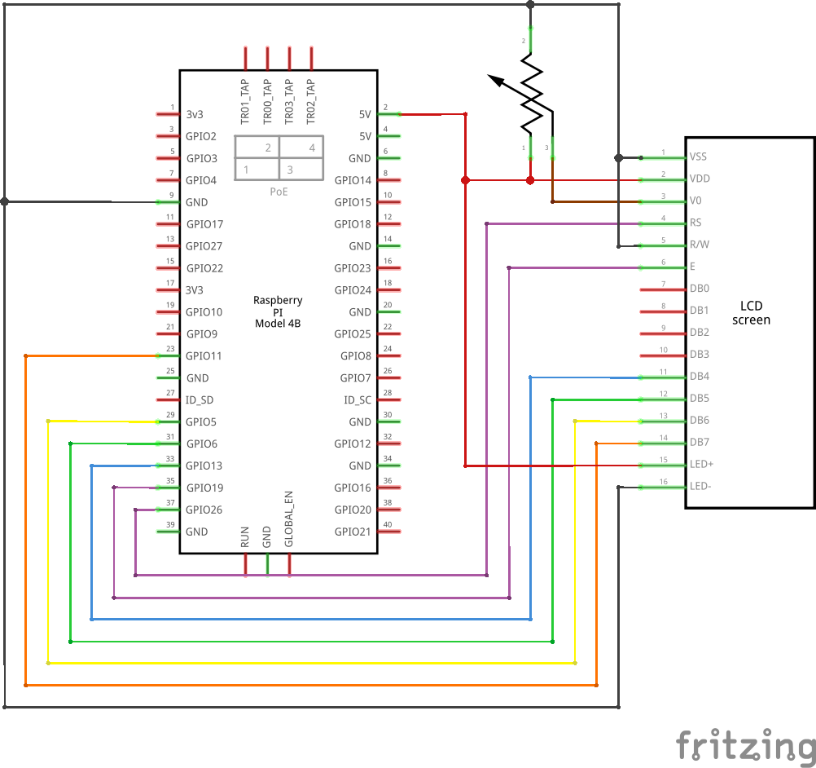 TR01_TAP
TR00_TAP
TR03_TAP
TR02_TAP
1 3v3
3 GPIO2
5 GPIO3
7 GPIO4
9 GND
11 GPIO17
13 GPIO27
15 GPIO22
17 3V3
19 GPIO10
21 GPIO9
23 GPIO11
25 GND
27 ID_SD
29 GPIO5
31 GPIO6
33 GPIO13
35 GPIO19
37 GPIO26
39 GND
2 4
1 3
PoE
Raspberry
PI
Model 4B
RUN
GND
GLOBAL_EN
5V 2
5V 4
GND 6
GPIO14 8
GPIO15 10
GPIO18 12
GND 14
GPIO23 16
GPIO24 18
GND 20
GPIO25 22
GPIO8 24
GPIO7 26
ID_SC 28
GND 30
GPIO12 32
GND 34
GPIO16 36
GPIO20 38
GPIO21 40
2
1
3
1 VSS
2 VDD
3 V0
4 RS
5 R/W
6 E
7 DB0
8 DB1
9 DB2
10 DB3
11 DB4
12 DB5
13 DB6
14 DB7
15 LED+
16 LED-
LCD
screen
fritzing